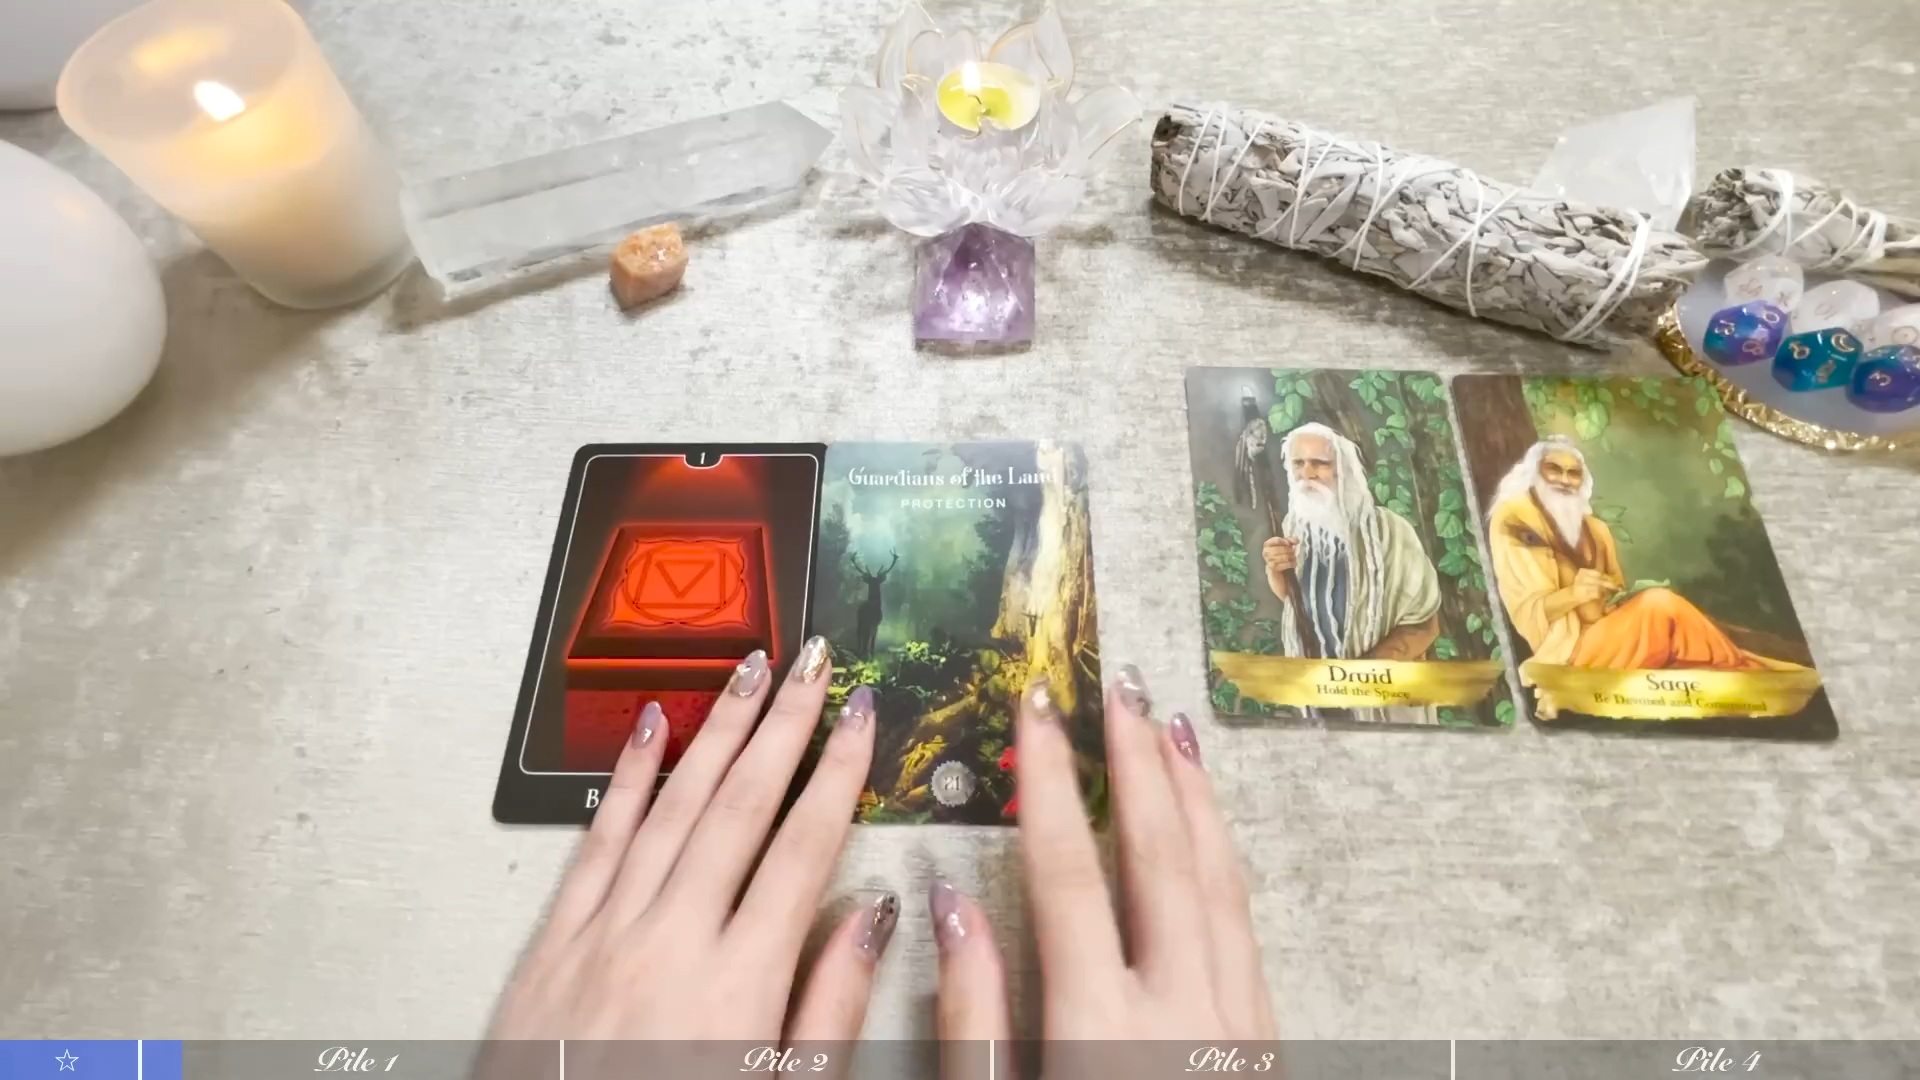 1
Guardians of the Land
PROTECTION
21
B
Druid
Hold the Space
Sage
Be Devoted and Committed
☆
Pile 1
Pile 2
Pile 3
Pile 4